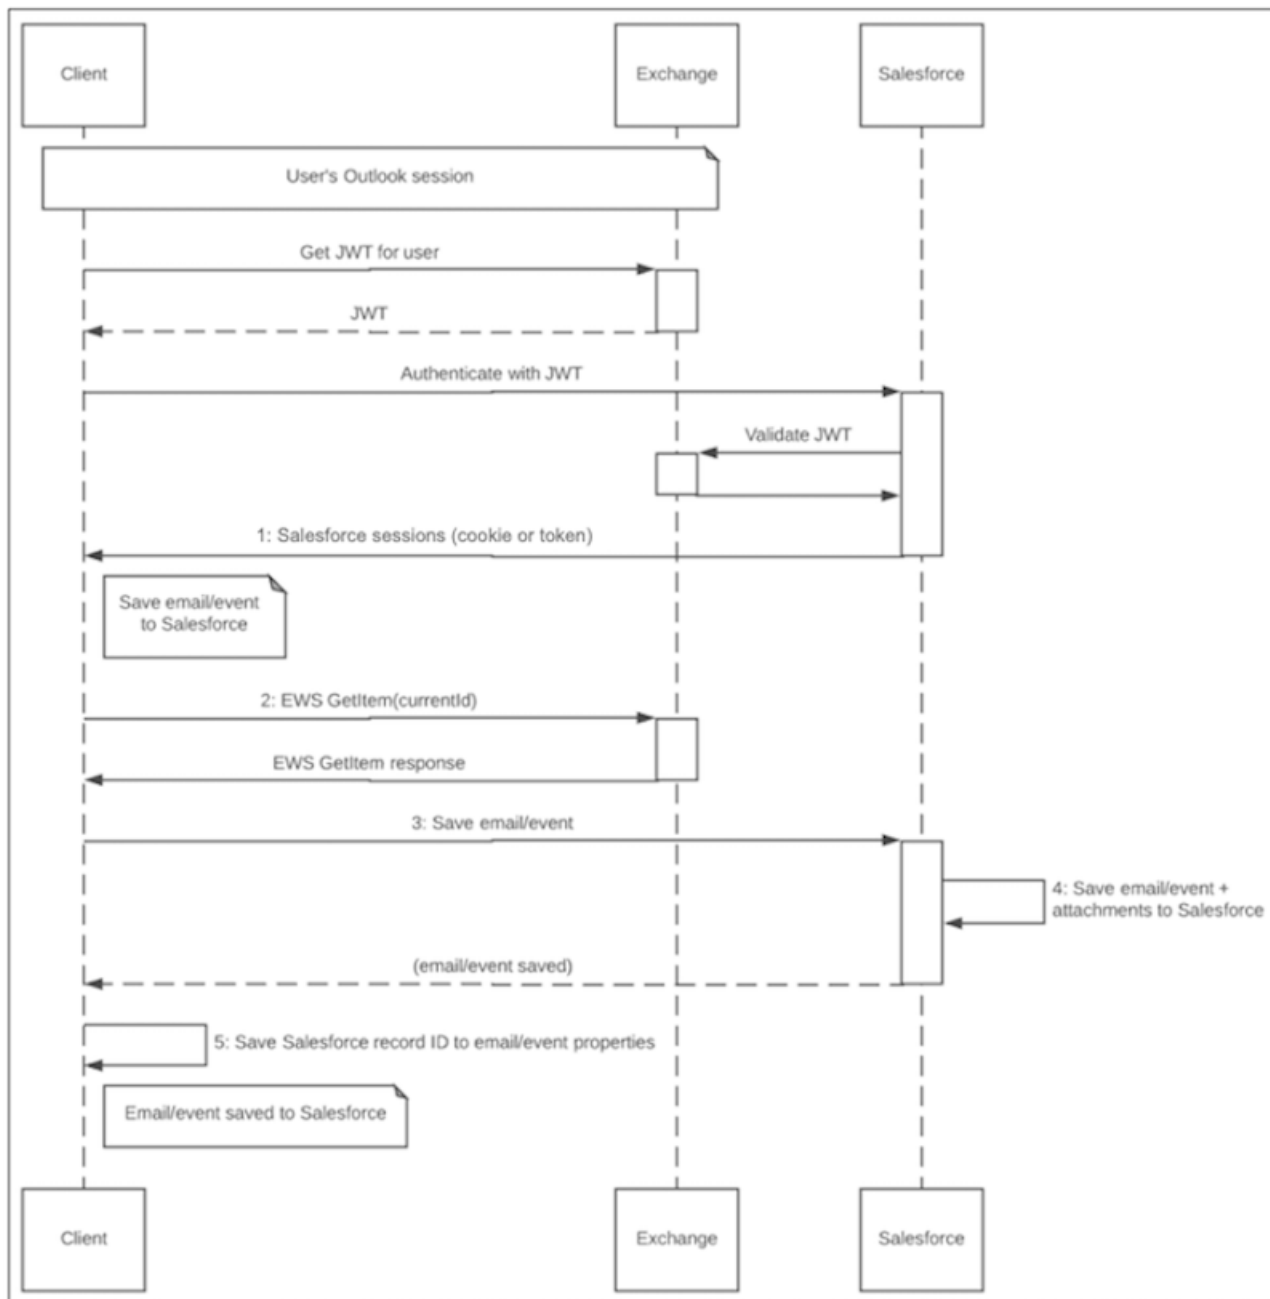 Client
Exchange
Salesforce
User's Outlook session
Get JWT for user
JWT
Authenticate with JWT
Validate JWT
1: Salesforce sessions (cookie or token)
Save email/event
to Salesforce
2: EWS GetItem(currentId)
EWS GetItem response
3: Save email/event
4: Save email/event +
attachments to Salesforce
(email/event saved)
5: Save Salesforce record ID to email/event properties
Email/event saved to Salesforce
Client
Exchange
Salesforce